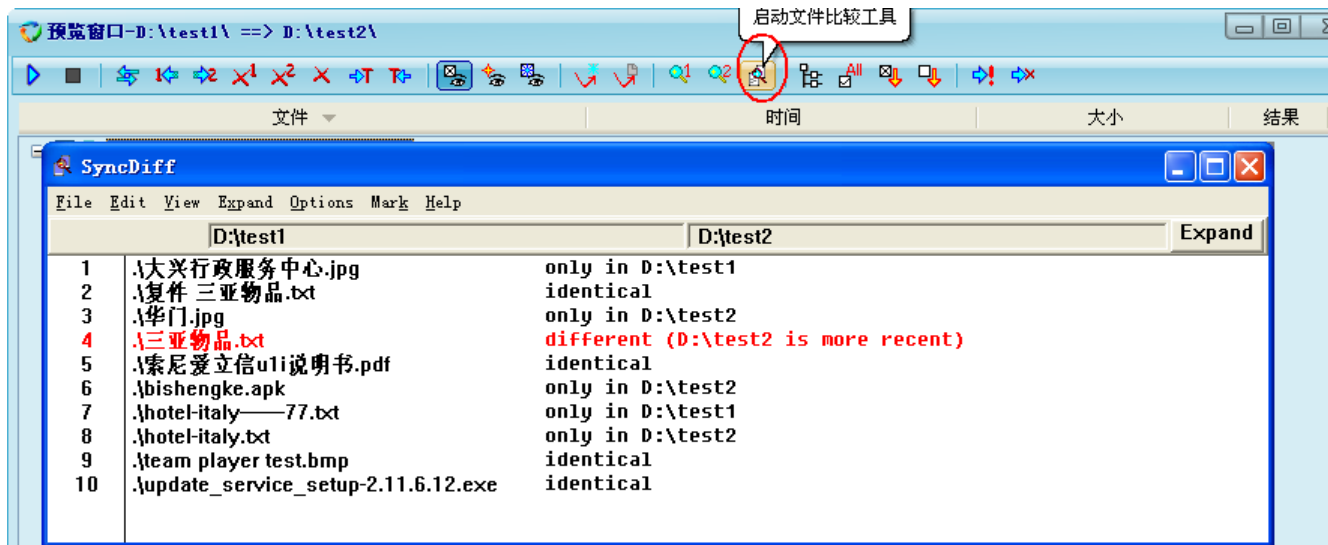 启动文件比较工具
预览窗口-D:\test1\ ==> D:\test2\
文件 时间 大小 结果
SyncDiff
File Edit View Expand Options Mark Help
D:\test1 D:\test2 Expand
1 .\大兴行政服务中心.jpg only in D:\test1
2 .\复件 三亚物品.txt identical
3 .\华门.jpg only in D:\test2
4 .\三亚物品.txt different (D:\test2 is more recent)
5 .\索尼爱立信u1i说明书.pdf identical
6 .\bishengke.apk only in D:\test2
7 .\hotel-italy——77.txt only in D:\test1
8 .\hotel-italy.txt only in D:\test2
9 .\team player test.bmp identical
10 .\update_service_setup-2.11.6.12.exe identical